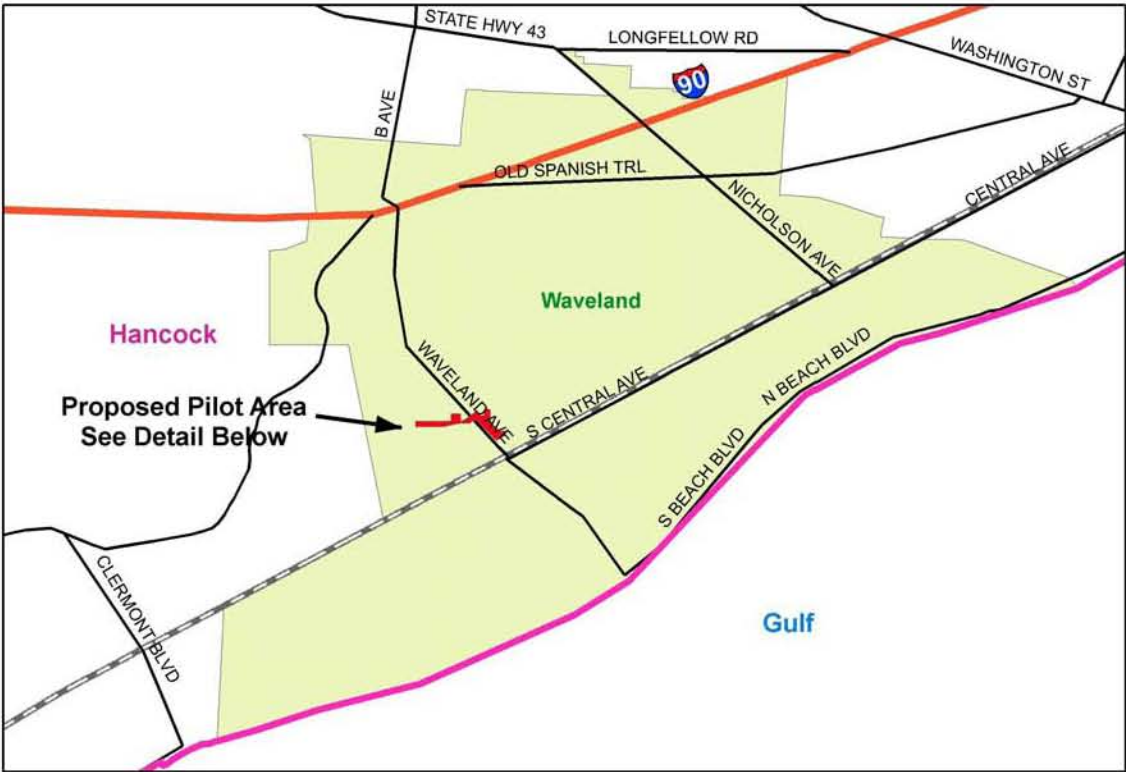 STATE HWY 43
LONGFELLOW RD
WASHINGTON ST
90
B AVE
OLD SPANISH TRL
NICHOLSON AVE
CENTRAL AVE
Waveland
Hancock
WAVELAND AVE
S CENTRAL AVE
N BEACH BLVD
Proposed Pilot Area
See Detail Below
S BEACH BLVD
CLERMONT BLVD
Gulf